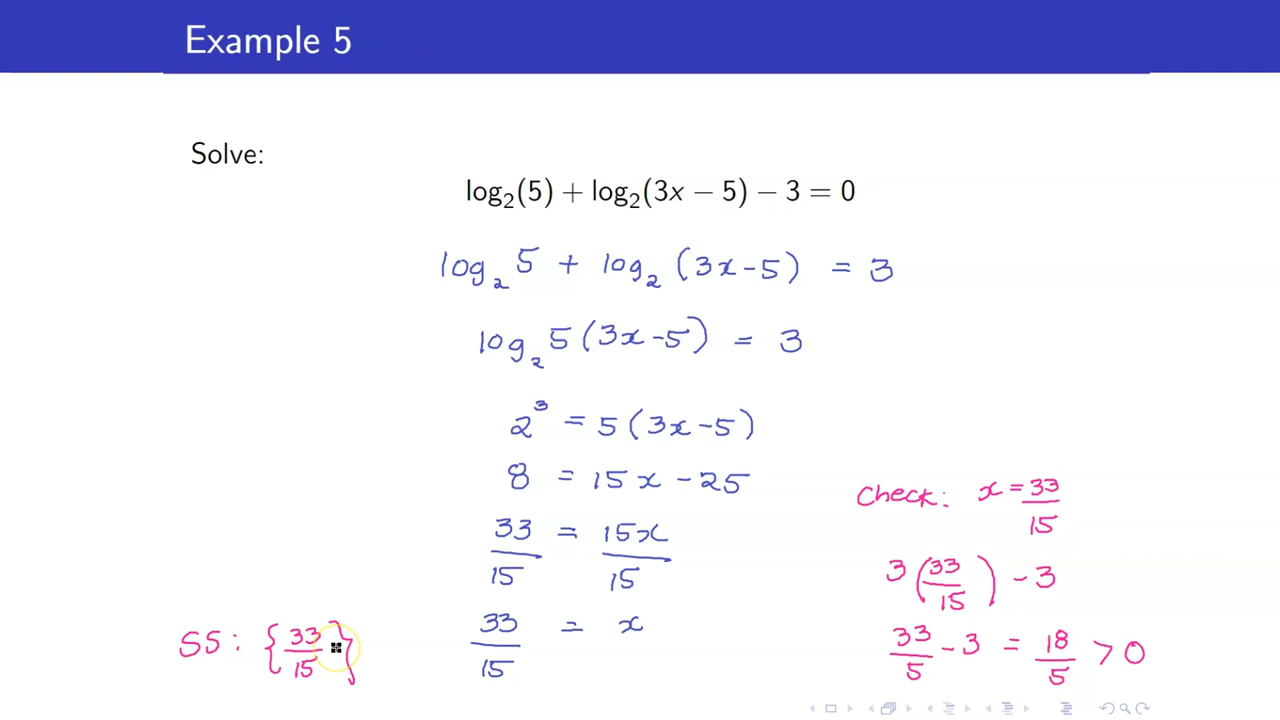 Example 5
Solve:
log₂(5) + log₂(3x − 5) − 3 = 0
log₂ 5 + log₂ (3x-5) = 3
log₂ 5(3x-5) = 3
2³ = 5(3x-5)
8 = 15x - 25
33/15 = 15x/15
33/15 = x
Check: x = 33/15
3(33/15) - 3
33/5 - 3 = 18/5 > 0
SS: {33/15}